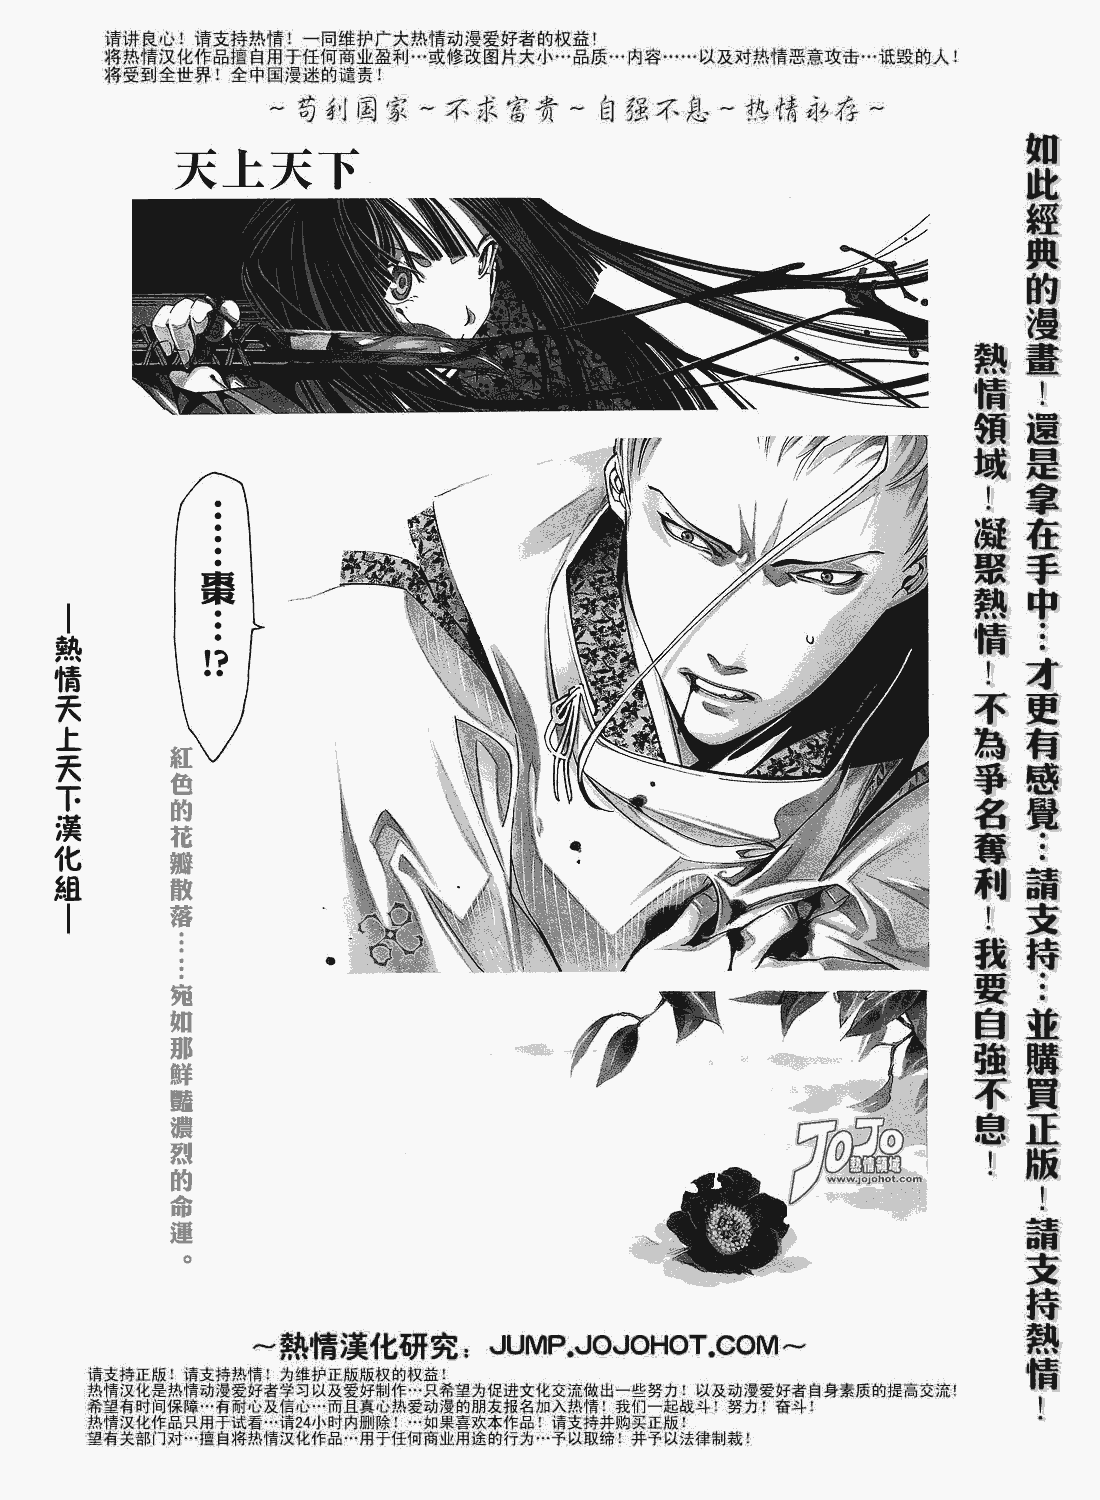 请讲良心！请支持热情！一同维护广大热情动漫爱好者的权益！
将热情汉化作品擅自用于任何商业盈利…或修改图片大小…品质…内容……以及对热情恶意攻击…诋毁的人！
将受到全世界！全中国漫迷的谴责！
～苟利国家～不求富贵～自强不息～热情永存～
天上天下
如此經典的漫畫！還是拿在手中…才更有感覺…請支持…並購買正版！請支持熱情！
熱情領域！凝聚熱情！不為爭名奪利！我要自強不息！
………棗…!?
紅色的花瓣散落……宛如那鮮豔濃烈的命運。
—熱情天上天下漢化組—
JOJO
熱情領域
www.jojohot.com
～熱情漢化研究：JUMP.JOJOHOT.COM～
请支持正版！请支持热情！为维护正版版权的权益！
热情汉化是热情动漫爱好者学习以及爱好制作…只希望为促进文化交流做出一些努力！以及动漫爱好者自身素质的提高交流！
希望有时间保障…有耐心及信心…而且真心热爱动漫的朋友报名加入热情！我们一起战斗！努力！奋斗！
热情汉化作品只用于试看…请24小时内删除！…如果喜欢本作品！请支持并购买正版！
望有关部门对…擅自将热情汉化作品…用于任何商业用途的行为…予以取缔！并予以法律制裁！